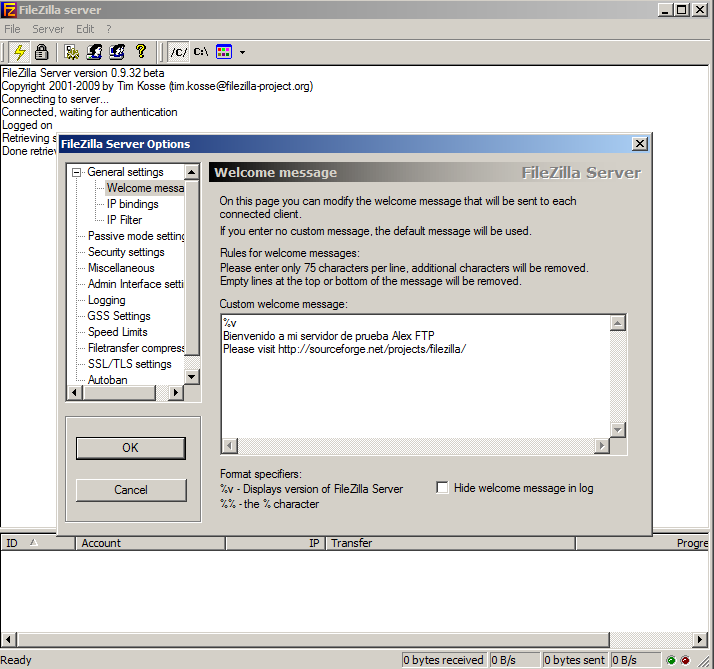 FileZilla server
File Server Edit ?
/C/ C:\
FileZilla Server version 0.9.32 beta
Copyright 2001-2009 by Tim Kosse (tim.kosse@filezilla-project.org)
Connecting to server...
Connected, waiting for authentication
Logged on
Retrieving
Done
FileZilla Server Options
General settings
Welcome messa
IP bindings
IP Filter
Passive mode setting
Security settings
Miscellaneous
Admin Interface setti
Logging
GSS Settings
Speed Limits
Filetransfer compress
SSL/TLS settings
Autoban
OK
Cancel
Welcome message
FileZilla Server
On this page you can modify the welcome message that will be sent to each
connected client.
If you enter no custom message, the default message will be used.
Rules for welcome messages:
Please enter only 75 characters per line, additional characters will be removed.
Empty lines at the top or bottom of the message will be removed.
Custom welcome message:
%v
Bienvenido a mi servidor de prueba Alex FTP
Please visit http://sourceforge.net/projects/filezilla/
Format specifiers:
%v - Displays version of FileZilla Server
%% - the % character
Hide welcome message in log
ID Account IP Transfer Progre
Ready 0 bytes received 0 B/s 0 bytes sent 0 B/s